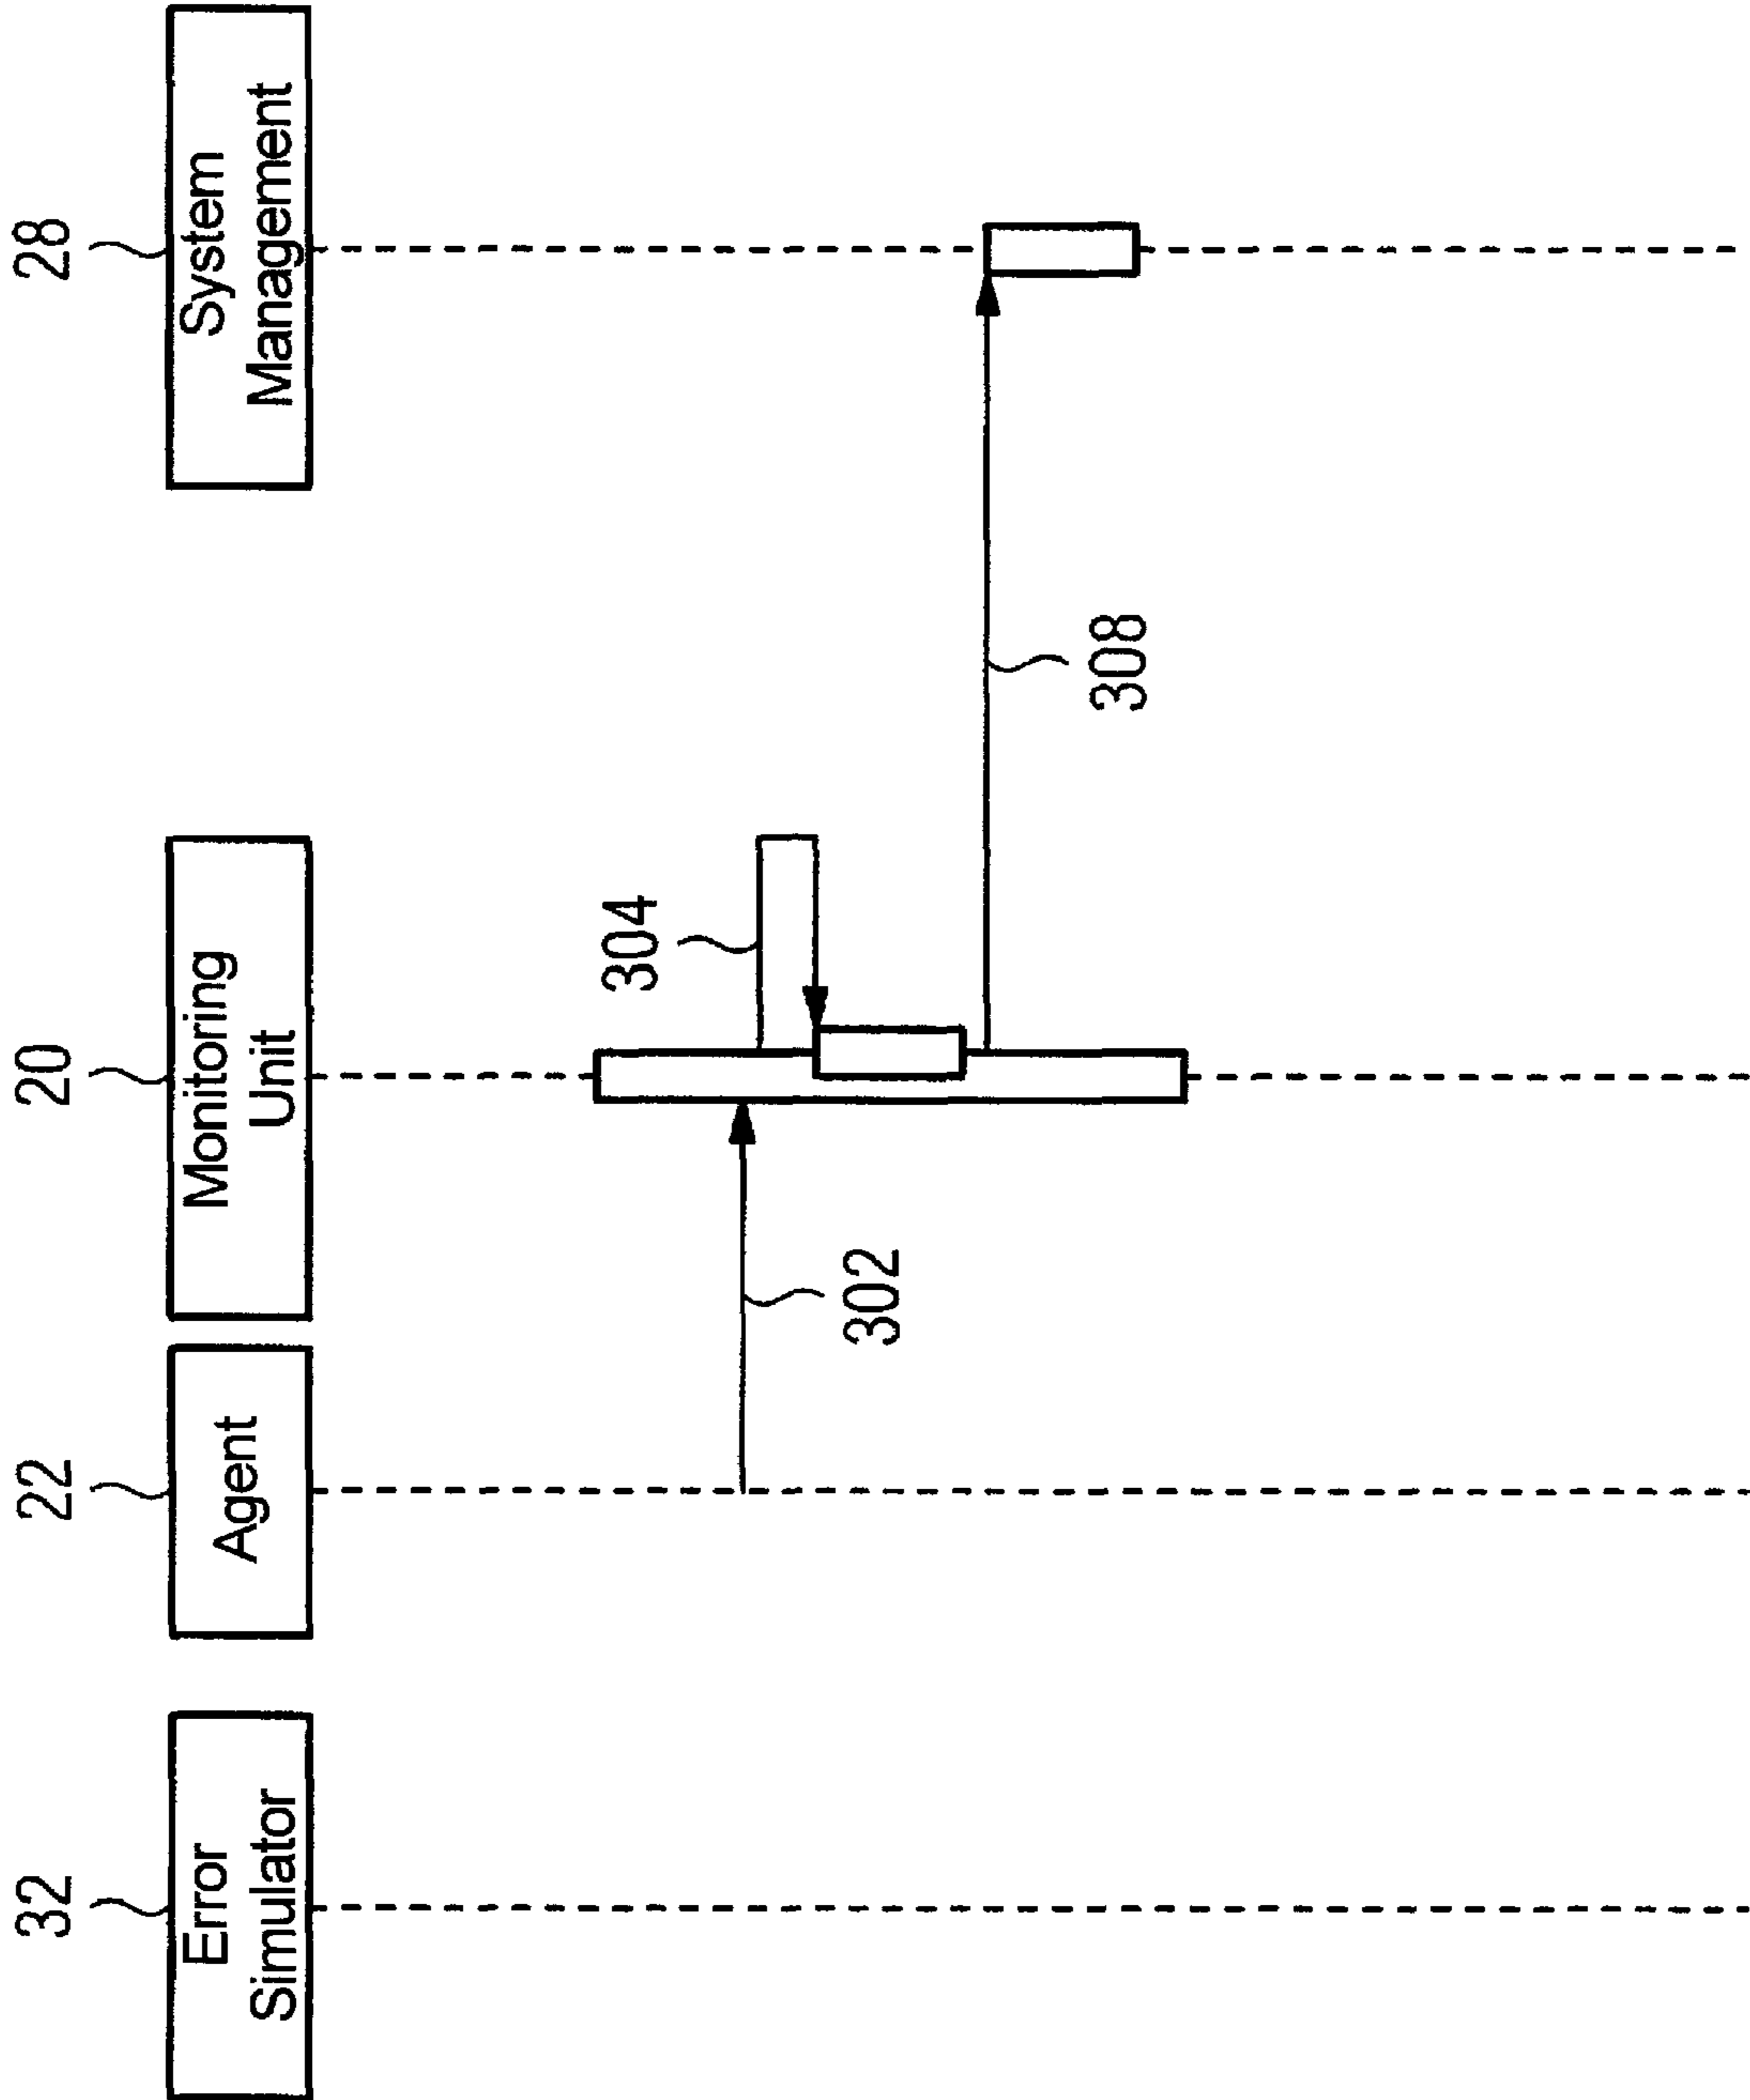 32
22
20
28
Error
Simulator
Agent
Monitoring
Unit
System
Management
304
302
308